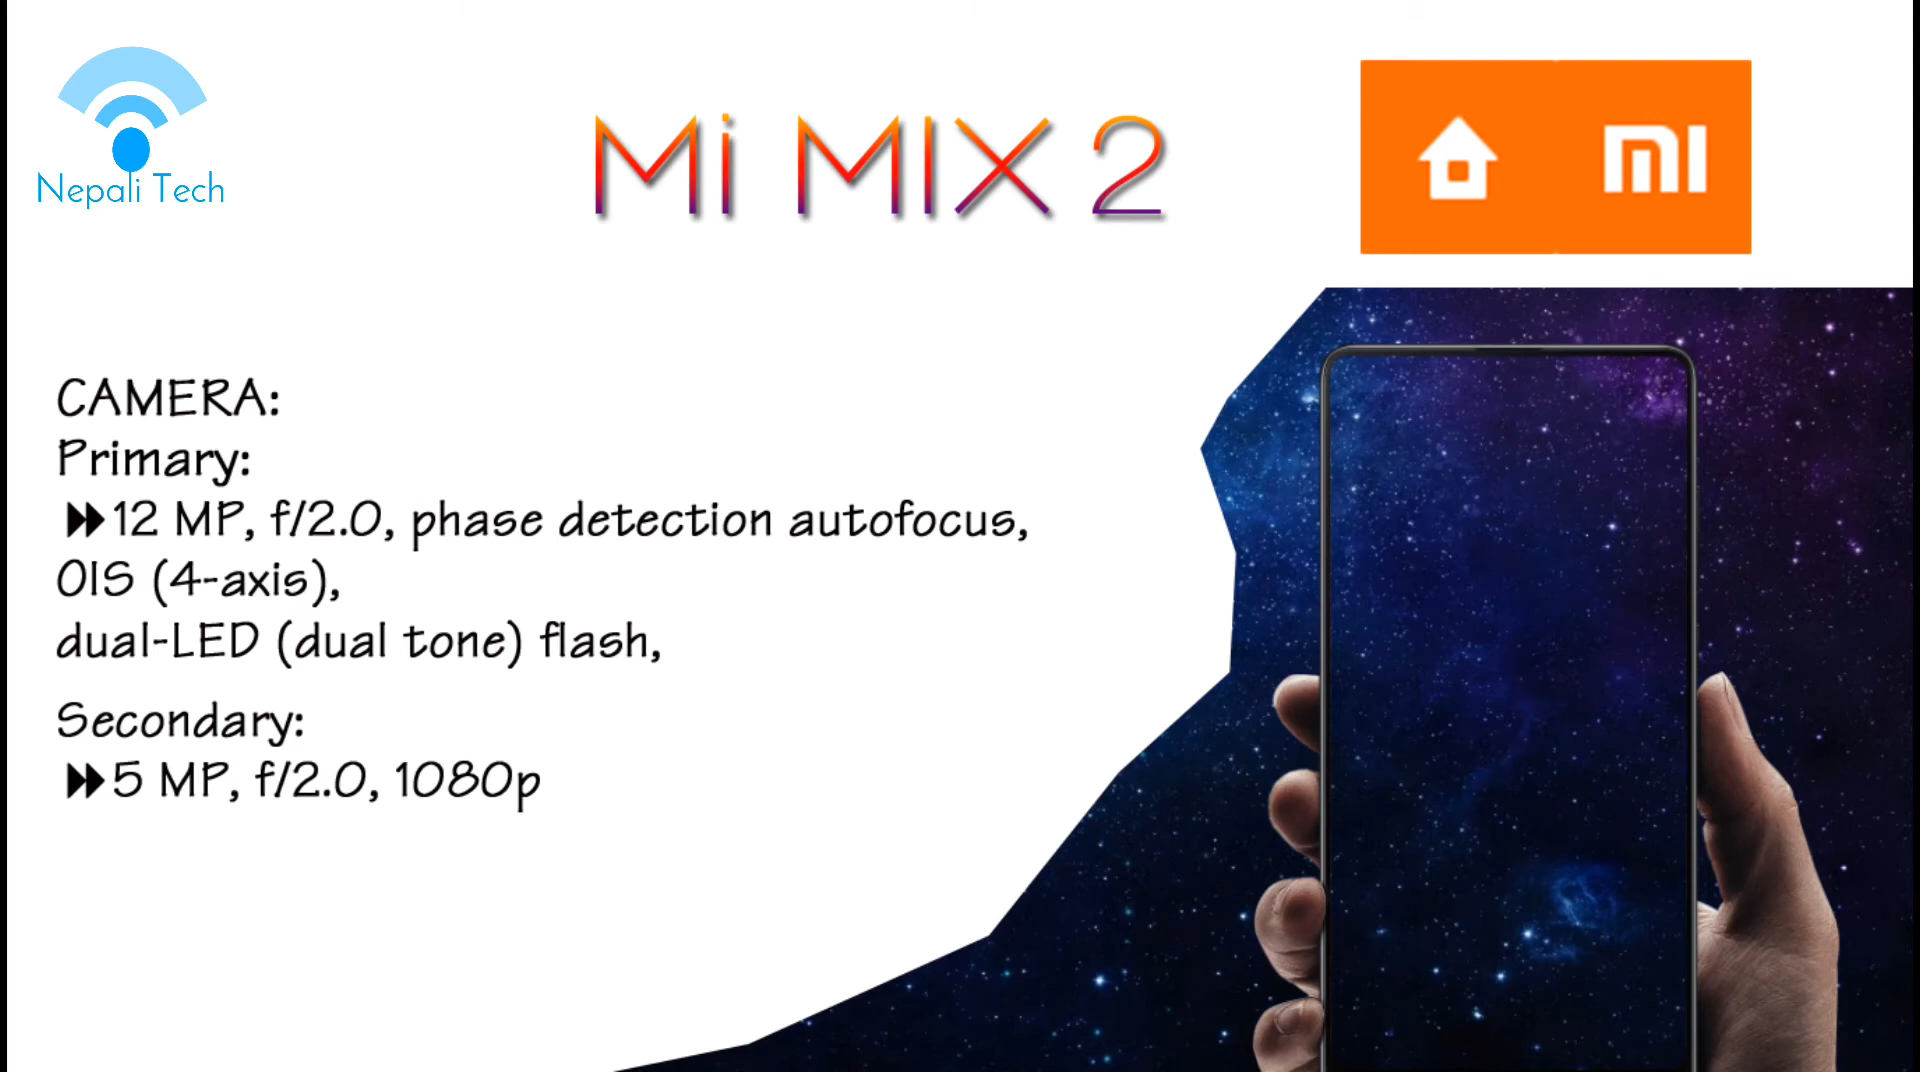 Nepali Tech
Mi MIX 2
MI
CAMERA:
Primary:
12 MP, f/2.0, phase detection autofocus,
OIS (4-axis),
dual-LED (dual tone) flash,
Secondary:
5 MP, f/2.0, 1080p